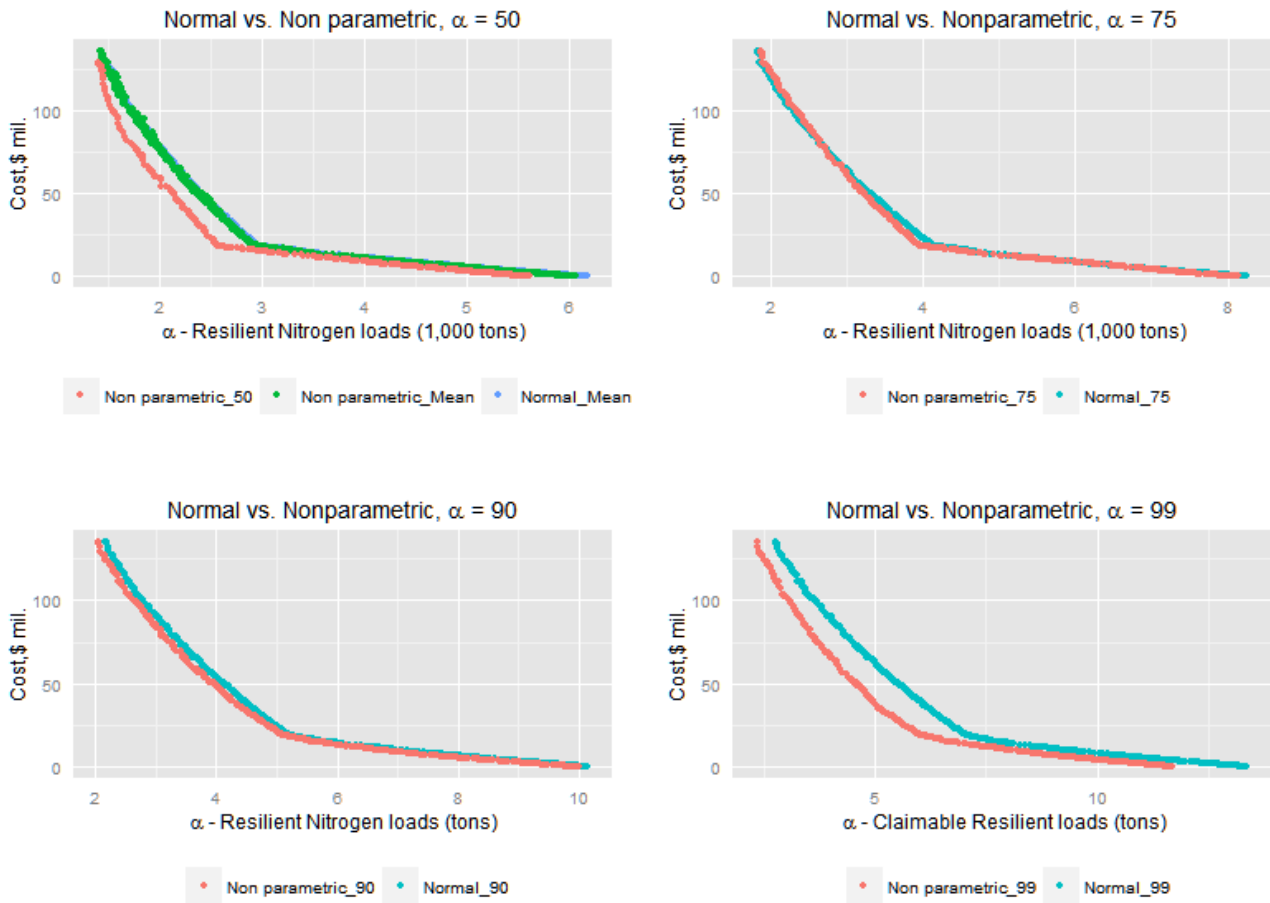 Normal vs. Non parametric, α = 50
Cost,$ mil.
100
50
0
2 3 4 5 6
α - Resilient Nitrogen loads (1,000 tons)
Non parametric_50 Non parametric_Mean Normal_Mean
Normal vs. Nonparametric, α = 75
Cost,$ mil.
100
50
0
2 4 6 8
α - Resilient Nitrogen loads (1,000 tons)
Non parametric_75 Normal_75
Normal vs. Nonparametric, α = 90
Cost,$ mil.
100
50
0
2 4 6 8 10
α - Resilient Nitrogen loads (tons)
Non parametric_90 Normal_90
Normal vs. Nonparametric, α = 99
Cost,$ mil.
100
50
0
5 10
α - Claimable Resilient loads (tons)
Non parametric_99 Normal_99